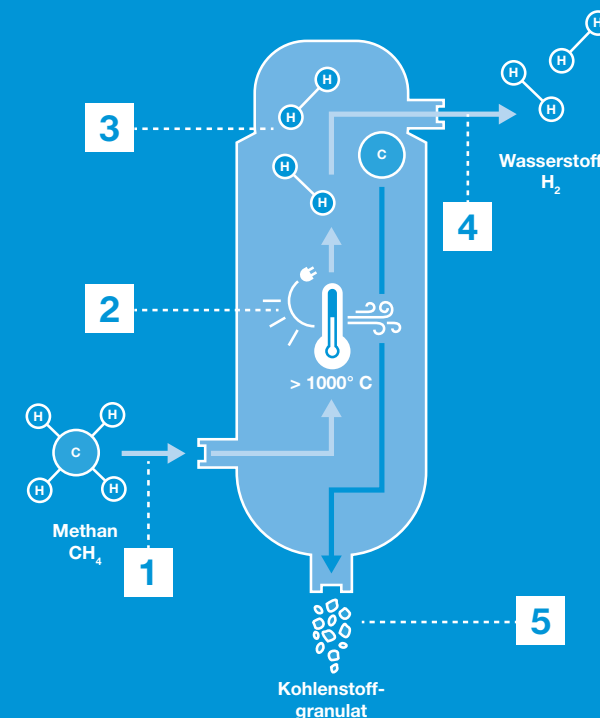 H
H
H
3
C
H
Wasserstoff
H₂
H
H
4
2
> 1000° C
H
H
C
H
H
Methan
CH₄
1
5
Kohlenstoff-
granulat